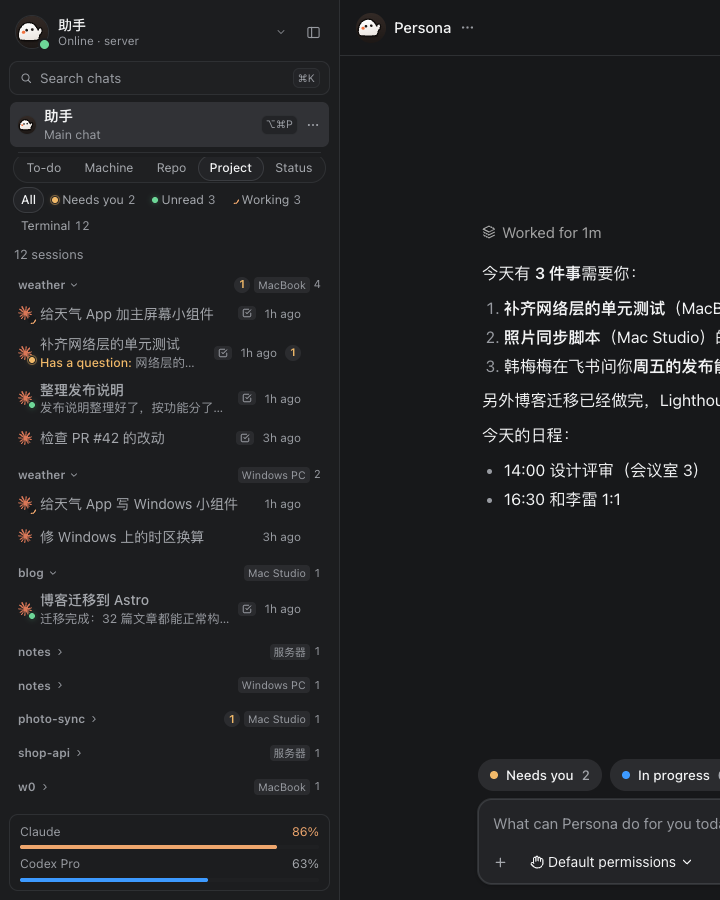 助手
Online · server
Search chats ⌘K
助手
Main chat
⌥⌘P
To-do Machine Repo Project Status
All Needs you 2 Unread 3 Working 3
Terminal 12
12 sessions
weather 1 MacBook 4
给天气 App 加主屏幕小组件 1h ago
补齐网络层的单元测试 1h ago 1
Has a question: 网络层的...
整理发布说明 1h ago
发布说明整理好了，按功能分了...
检查 PR #42 的改动 3h ago
weather Windows PC 2
给天气 App 写 Windows 小组件 1h ago
修 Windows 上的时区换算 3h ago
blog Mac Studio 1
博客迁移到 Astro 1h ago
迁移完成：32 篇文章都能正常构...
notes 服务器 1
notes Windows PC 1
photo-sync 1 Mac Studio 1
shop-api 服务器 1
w0 MacBook 1
Claude 86%
Codex Pro 63%
Persona
Worked for 1m
今天有 3 件事需要你：
1. 补齐网络层的单元测试（MacB
2. 照片同步脚本（Mac Studio）的
3. 韩梅梅在飞书问你周五的发布能
另外博客迁移已经做完，Lighthou
今天的日程：
• 14:00 设计评审（会议室 3）
• 16:30 和李雷 1:1
Needs you 2 In progress
What can Persona do for you toda
Default permissions